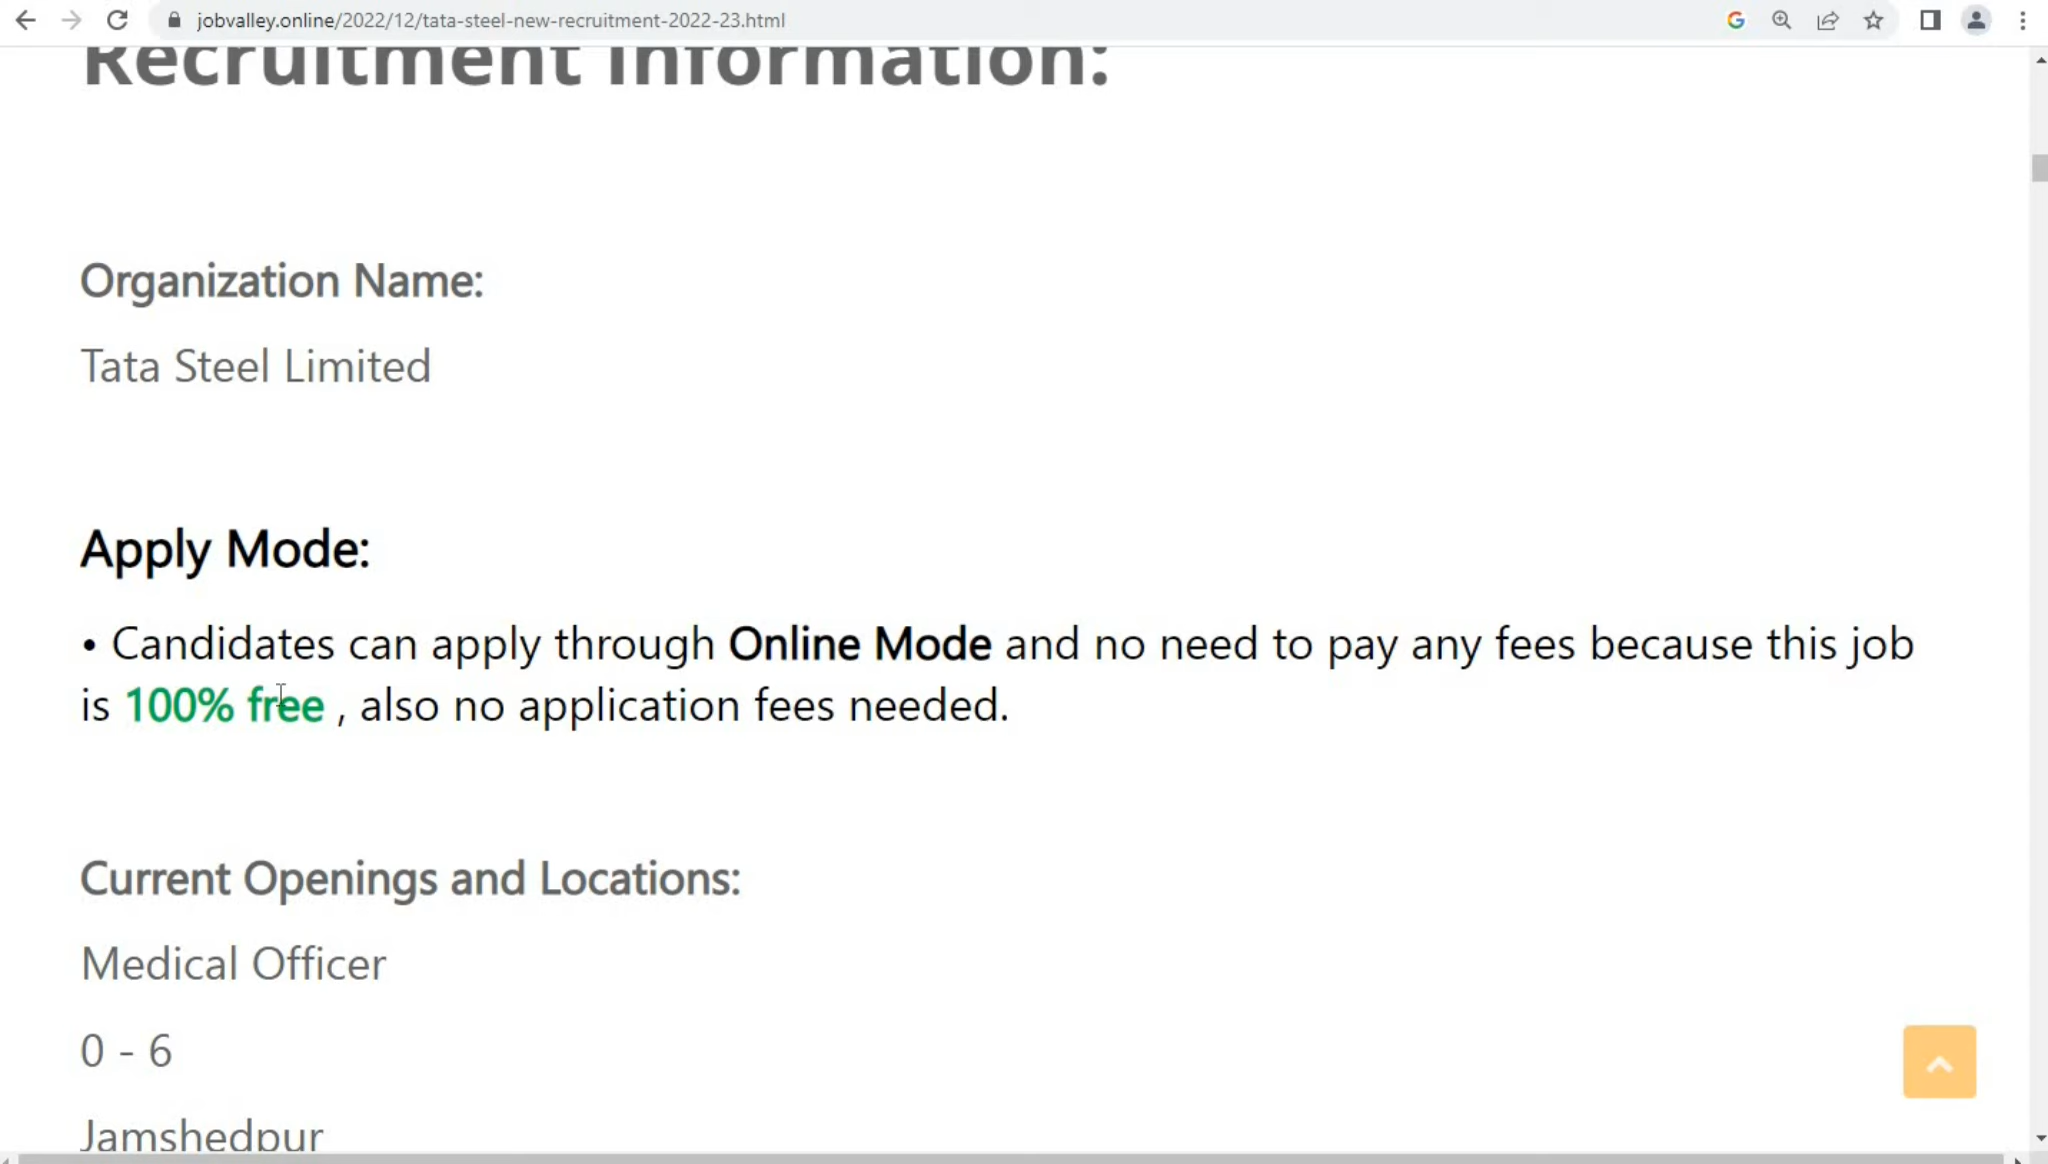 jobvalley.online/2022/12/tata-steel-new-recruitment-2022-23.html
Recruitment Information:
Organization Name:
Tata Steel Limited
Apply Mode:
• Candidates can apply through Online Mode and no need to pay any fees because this job
is 100% free , also no application fees needed.
Current Openings and Locations:
Medical Officer
0 - 6
Jamshedpur